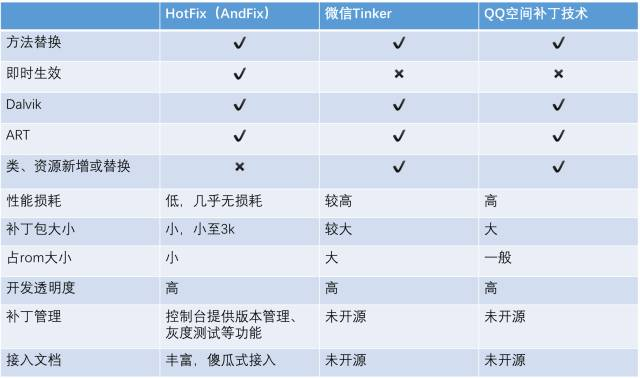 HotFix（AndFix） 微信Tinker QQ空间补丁技术
方法替换 ✔ ✔ ✔
即时生效 ✔ ✖ ✖
Dalvik ✔ ✔ ✔
ART ✔ ✔ ✔
类、资源新增或替换 ✖ ✔ ✔
性能损耗 低，几乎无损耗 较高 高
补丁包大小 小，小至3k 较大 大
占rom大小 小 大 一般
开发透明度 高 高 高
补丁管理 控制台提供版本管理、 未开源 未开源
灰度测试等功能
接入文档 丰富，傻瓜式接入 未开源 未开源